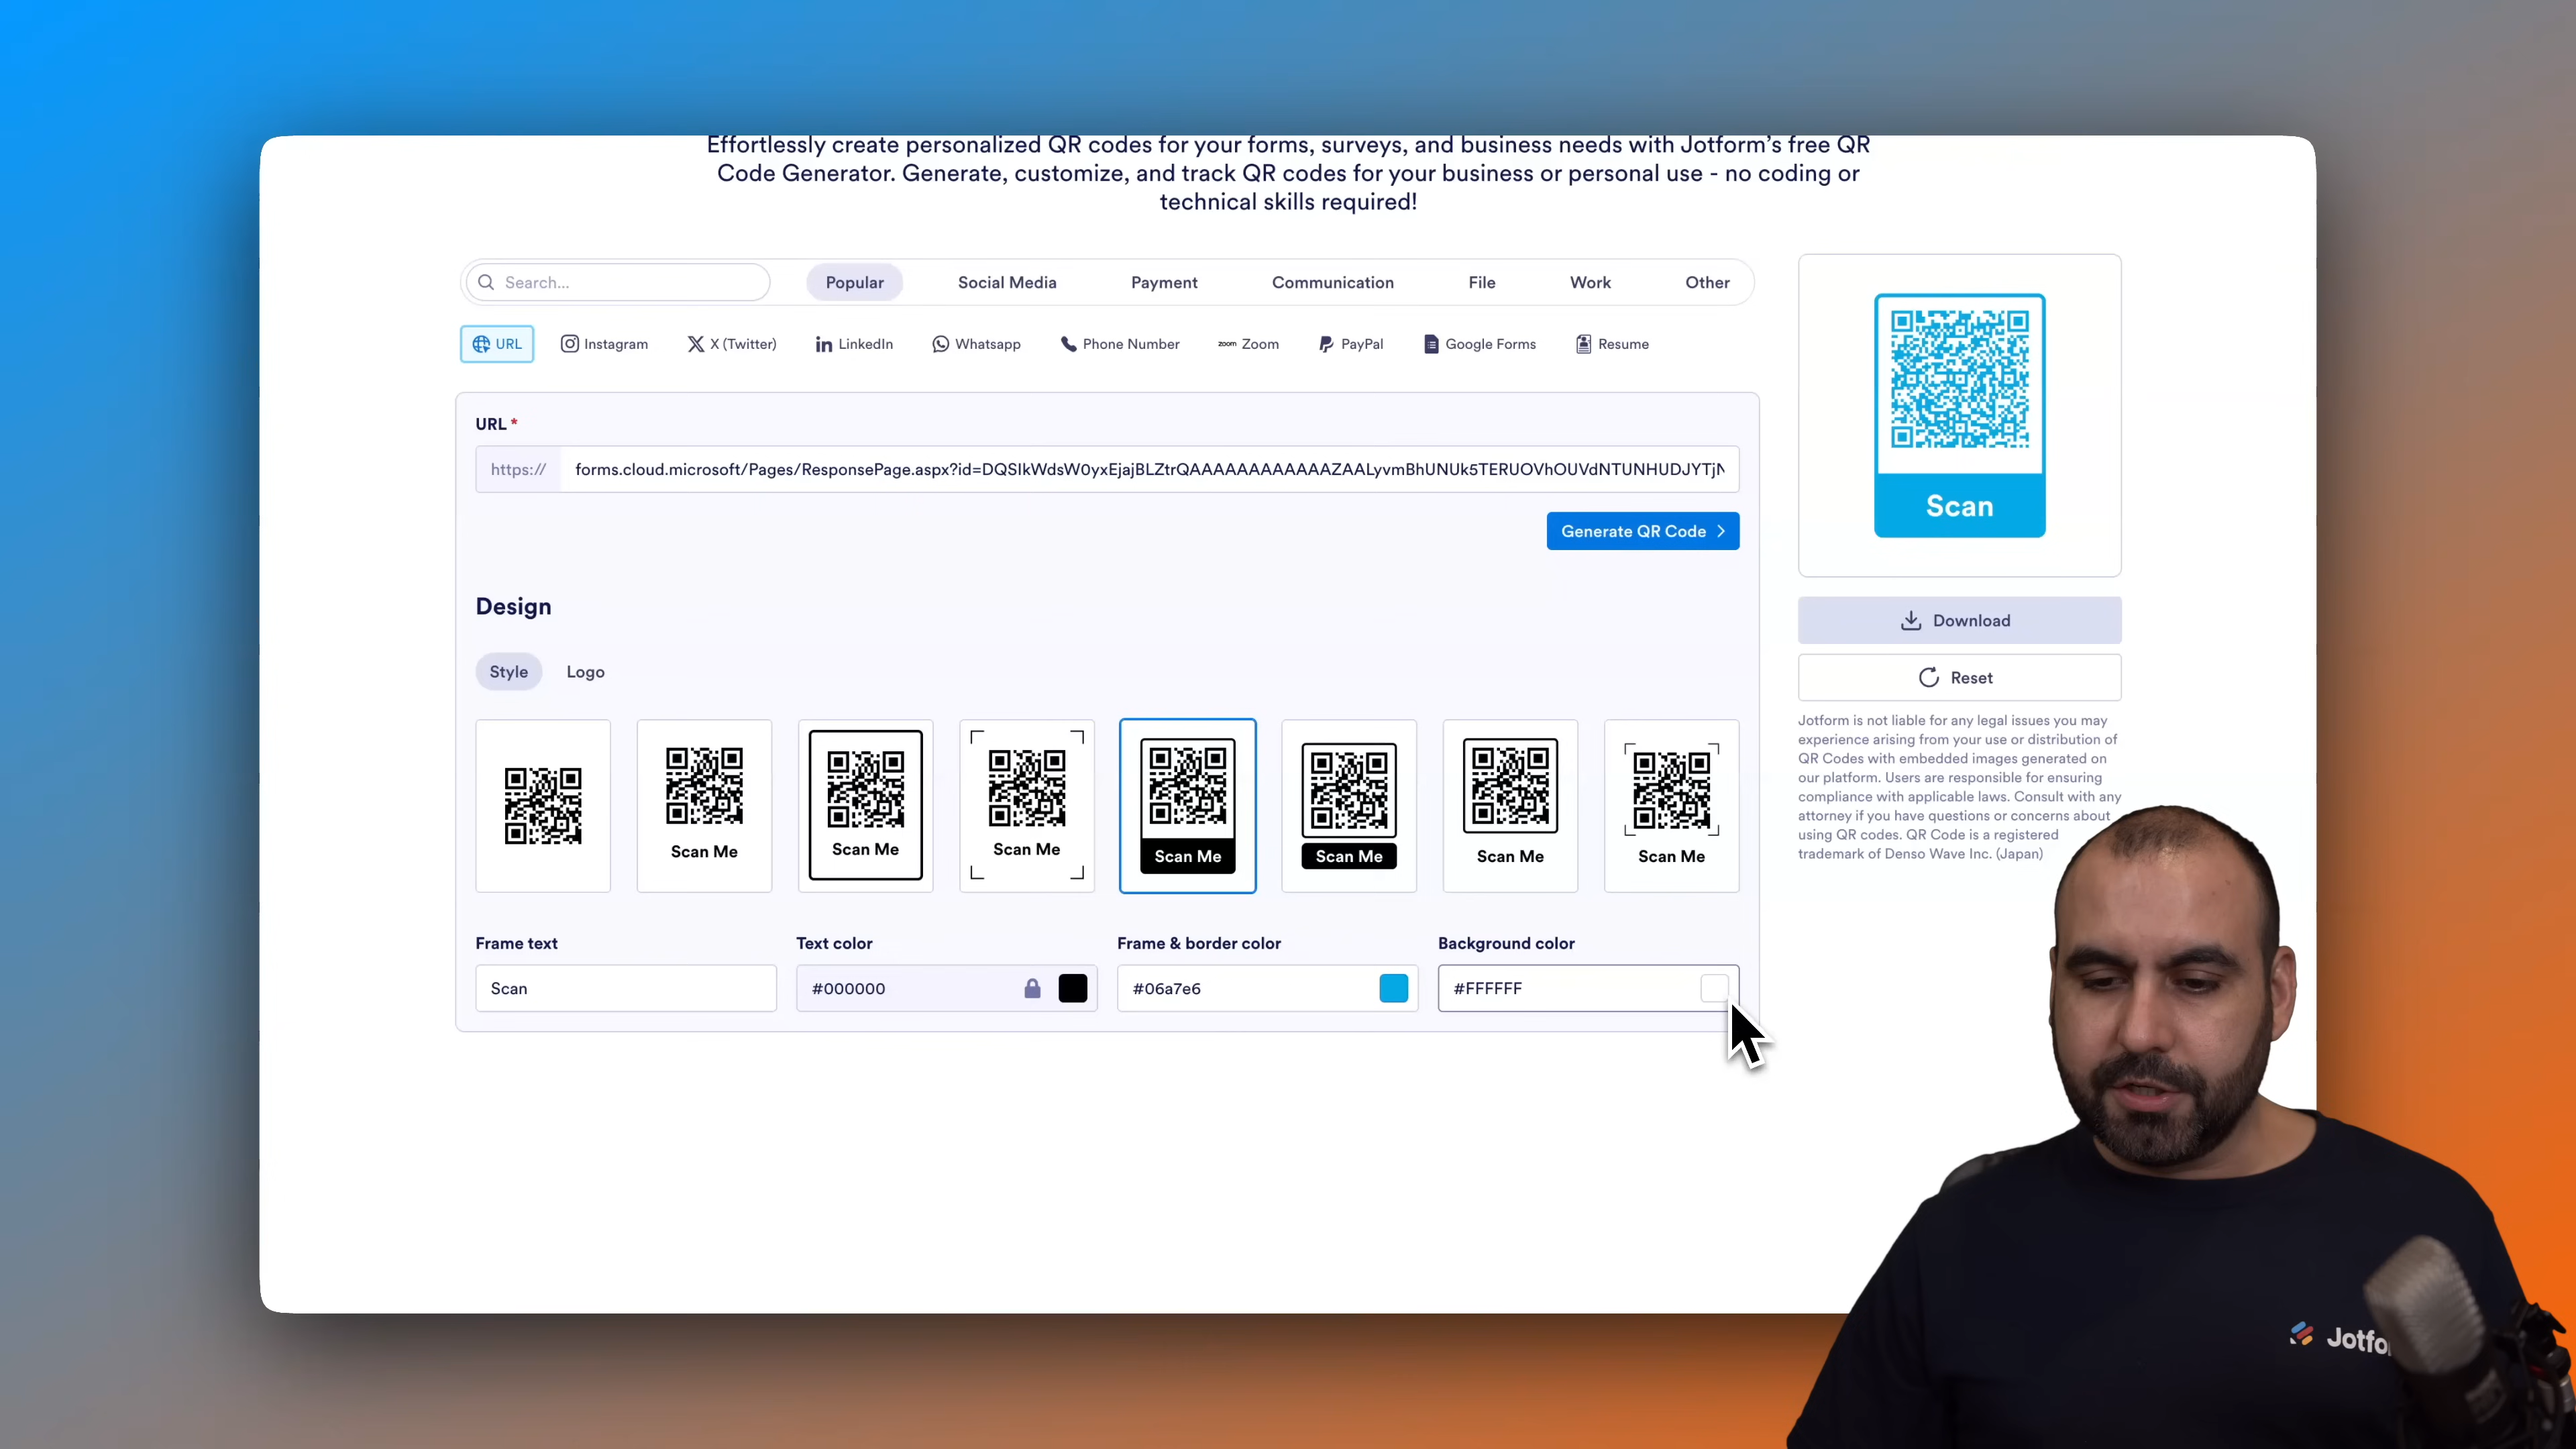 Effortlessly create personalized QR codes for your forms, surveys, and business needs with Jotform’s free QR
Code Generator. Generate, customize, and track QR codes for your business or personal use - no coding or
technical skills required!
Search...
Popular
Social Media
Payment
Communication
File
Work
Other
URL
Instagram
X (Twitter)
LinkedIn
Whatsapp
Phone Number
zoom Zoom
PayPal
Google Forms
Resume
URL *
https://
forms.cloud.microsoft/Pages/ResponsePage.aspx?id=DQSIkWdsW0yxEjajBLZtrQAAAAAAAAAAAAZAALyvmBhUNUk5TERUOVhOUVdNTUNHUDJYTjN
Generate QR Code
Scan
Design
Download
Style
Logo
Reset
Jotform is not liable for any legal issues you may
experience arising from your use or distribution of
QR Codes with embedded images generated on
our platform. Users are responsible for ensuring
compliance with applicable laws. Consult with any
attorney if you have questions or concerns about
using QR codes. QR Code is a registered
trademark of Denso Wave Inc. (Japan)
Scan Me
Scan Me
Scan Me
Scan Me
Scan Me
Scan Me
Scan Me
Frame text
Text color
Frame & border color
Background color
Scan
#000000
#06a7e6
#FFFFFF
Jotfo